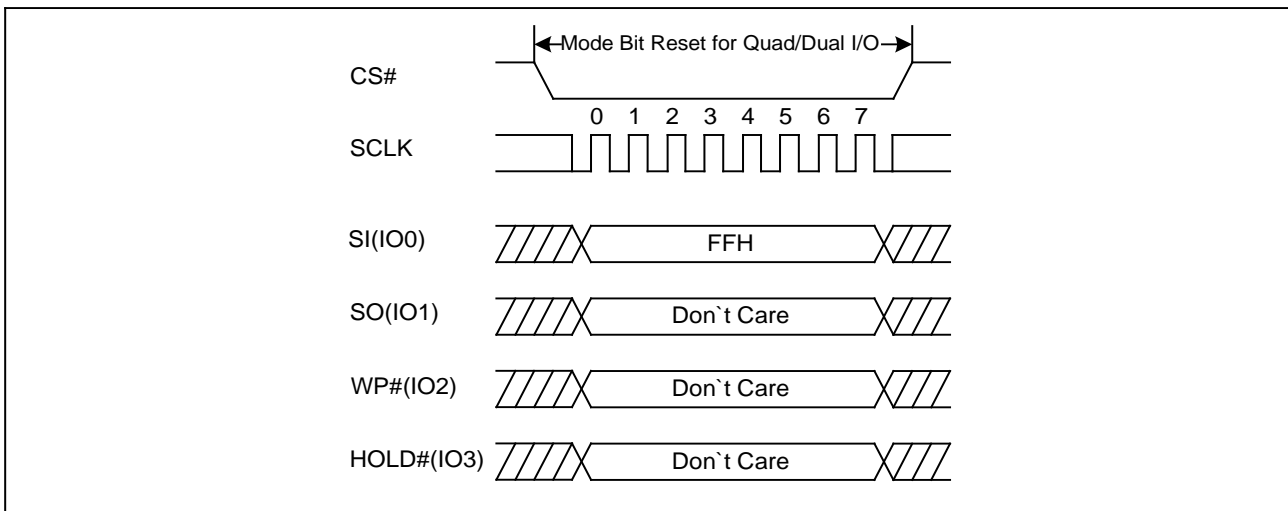 Mode Bit Reset for Quad/Dual I/O
CS#
0 1 2 3 4 5 6 7
SCLK
SI(IO0) FFH
SO(IO1) Don`t Care
WP#(IO2) Don`t Care
HOLD#(IO3) Don`t Care